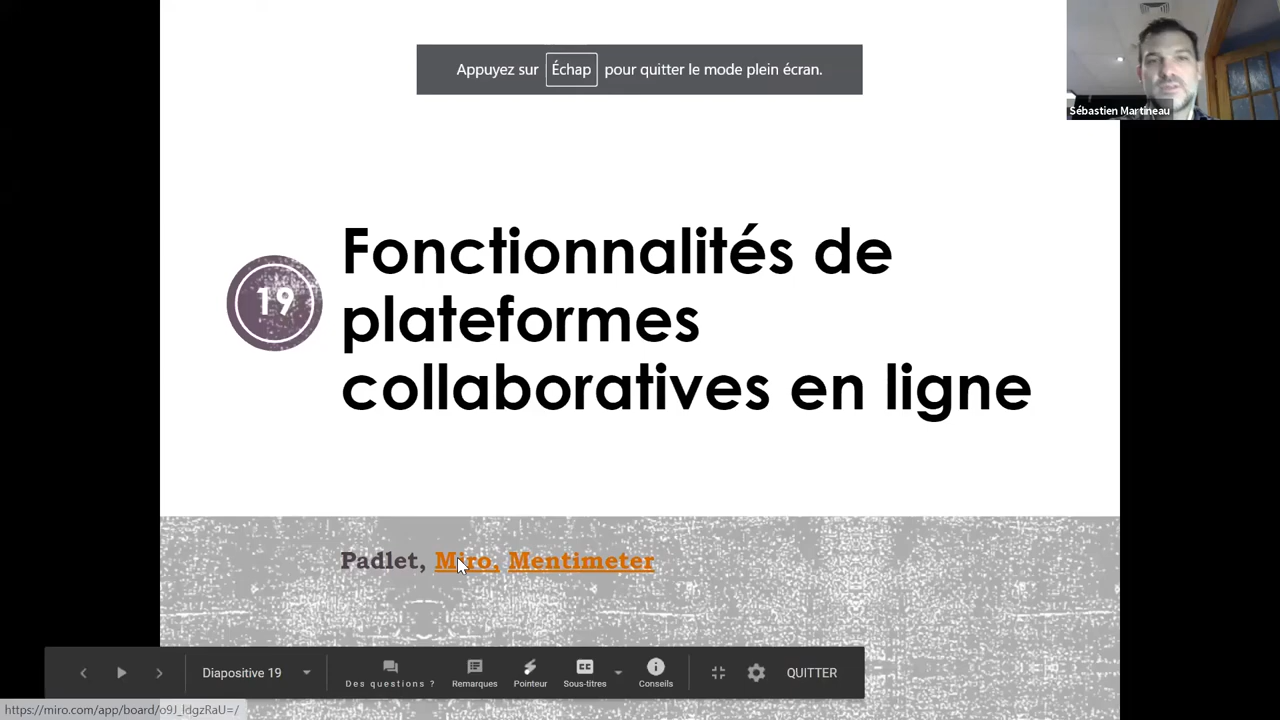 Appuyez sur Échap pour quitter le mode plein écran.
Sébastien Martineau
19
Fonctionnalités de
plateformes
collaboratives en ligne
Padlet, Miro, Mentimeter
Diapositive 19
Des questions ?
Remarques
Pointeur
CC
Sous-titres
Conseils
QUITTER
https://miro.com/app/board/o9J_ldgzRaU=/